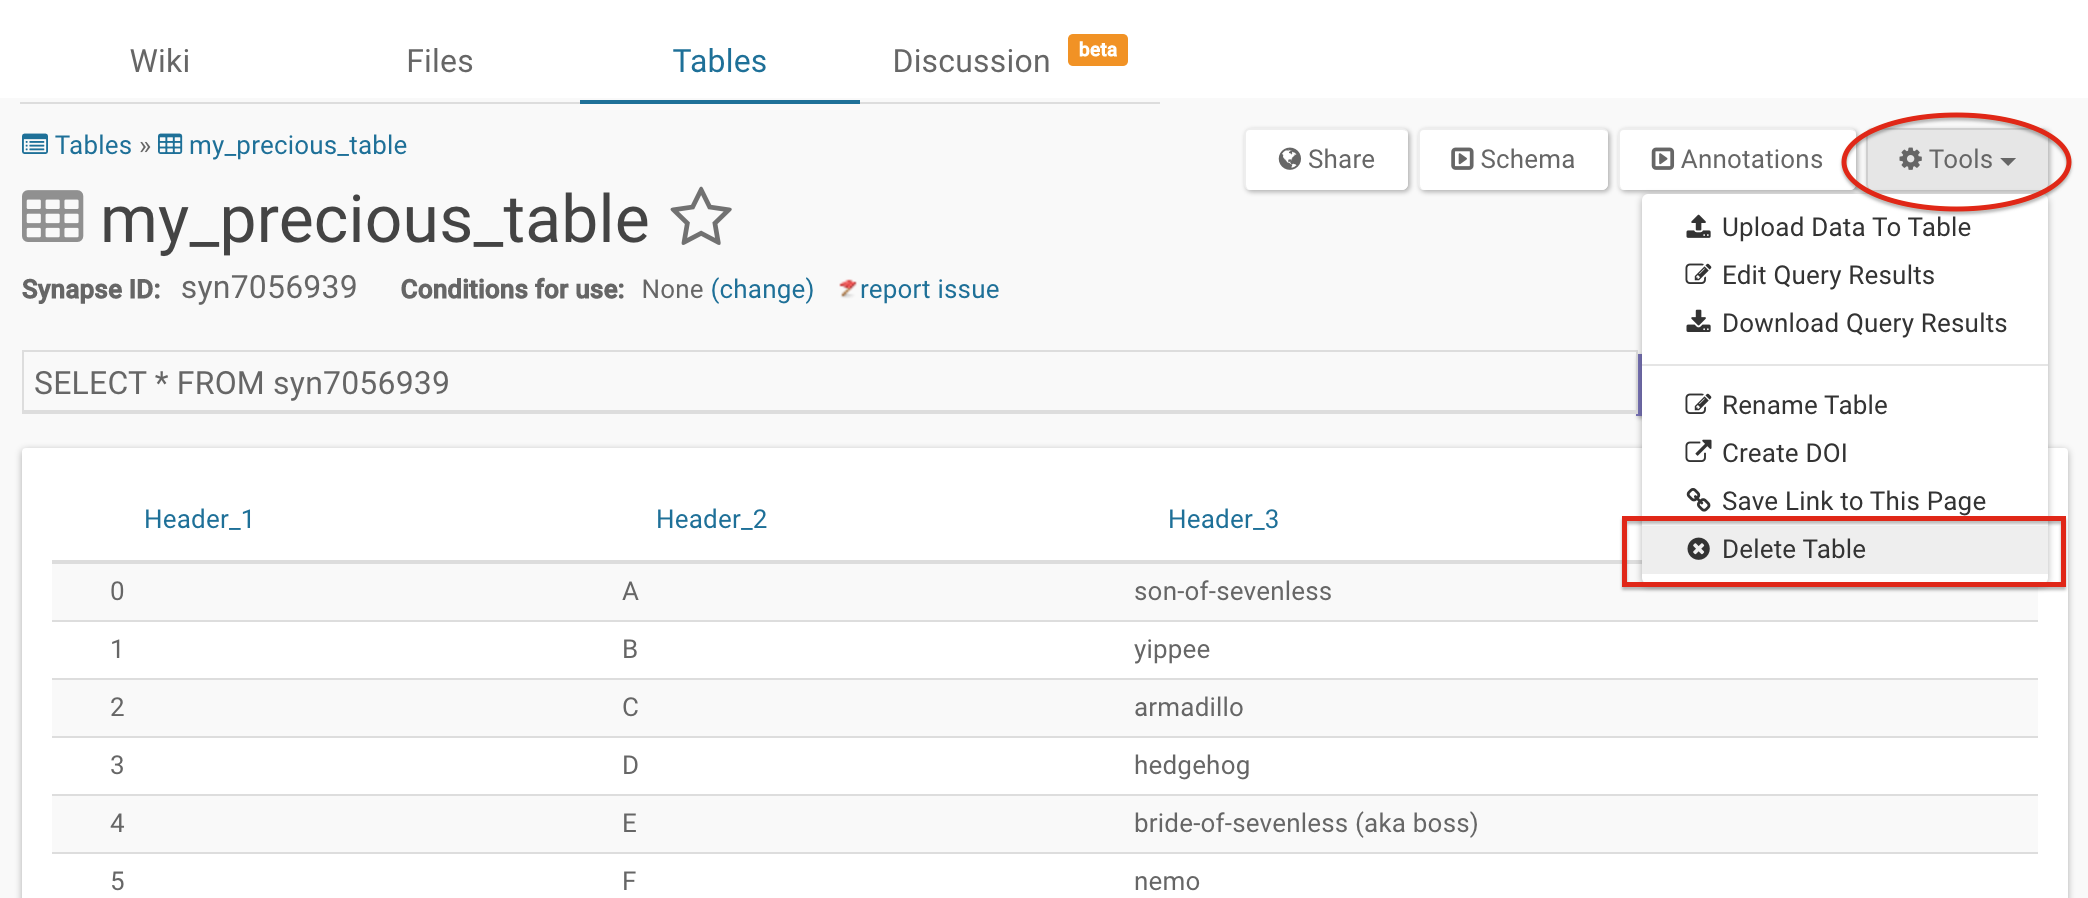 Wiki Files Tables Discussion beta
Tables » my_precious_table
Share Schema Annotations Tools
my_precious_table
Synapse ID: syn7056939 Conditions for use: None (change) report issue
Upload Data To Table
Edit Query Results
Download Query Results
Rename Table
Create DOI
Save Link to This Page
Delete Table
SELECT * FROM syn7056939
Header_1 Header_2 Header_3
0 A son-of-sevenless
1 B yippee
2 C armadillo
3 D hedgehog
4 E bride-of-sevenless (aka boss)
5 F nemo